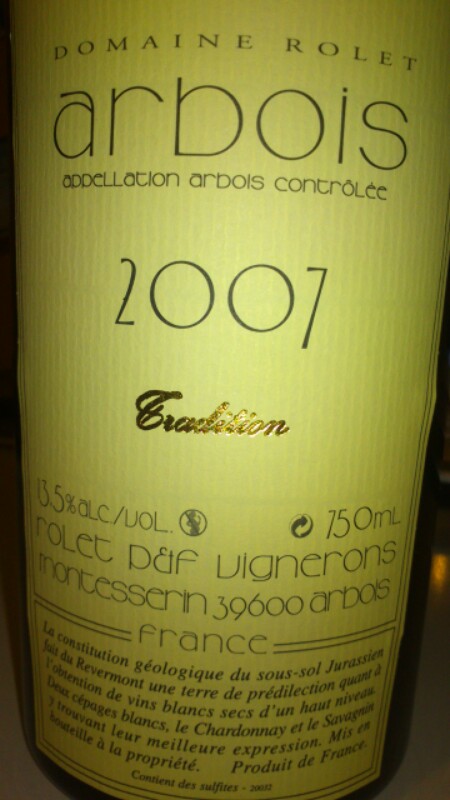 DOMAINE ROLET
arbois
appellation arbois contrôlée
2007
Tradition
13.5% alc./vol. 750ml
rolet p&f vignerons
montesserin 39600 arbois
france
La constitution géologique du sous-sol Jurassien
fait du Revermont une terre de prédilection quant à
l'obtention de vins blancs secs d'un haut niveau.
Deux cépages blancs, le Chardonnay et le Savagnin
y trouvant leur meilleure expression. Mis en
bouteille à la propriété. Produit de France.
Contient des sulfites - 20032